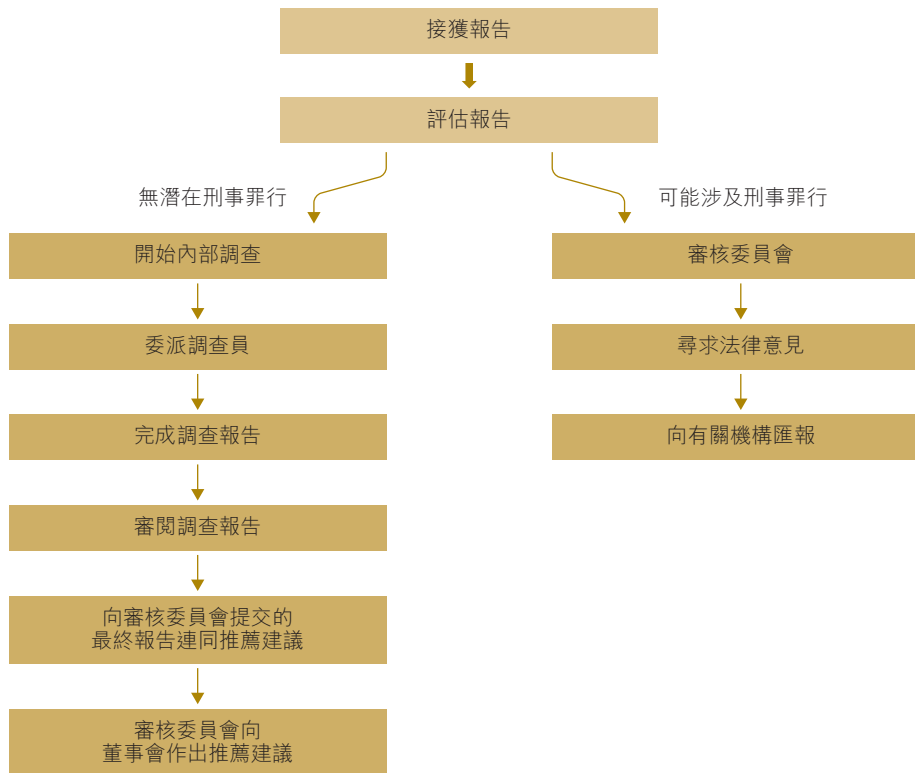 接獲報告
評估報告
無潛在刑事罪行
可能涉及刑事罪行
開始內部調查
委派調查員
完成調查報告
審閱調查報告
向審核委員會提交的
最終報告連同推薦建議
審核委員會向
董事會作出推薦建議
審核委員會
尋求法律意見
向有關機構匯報